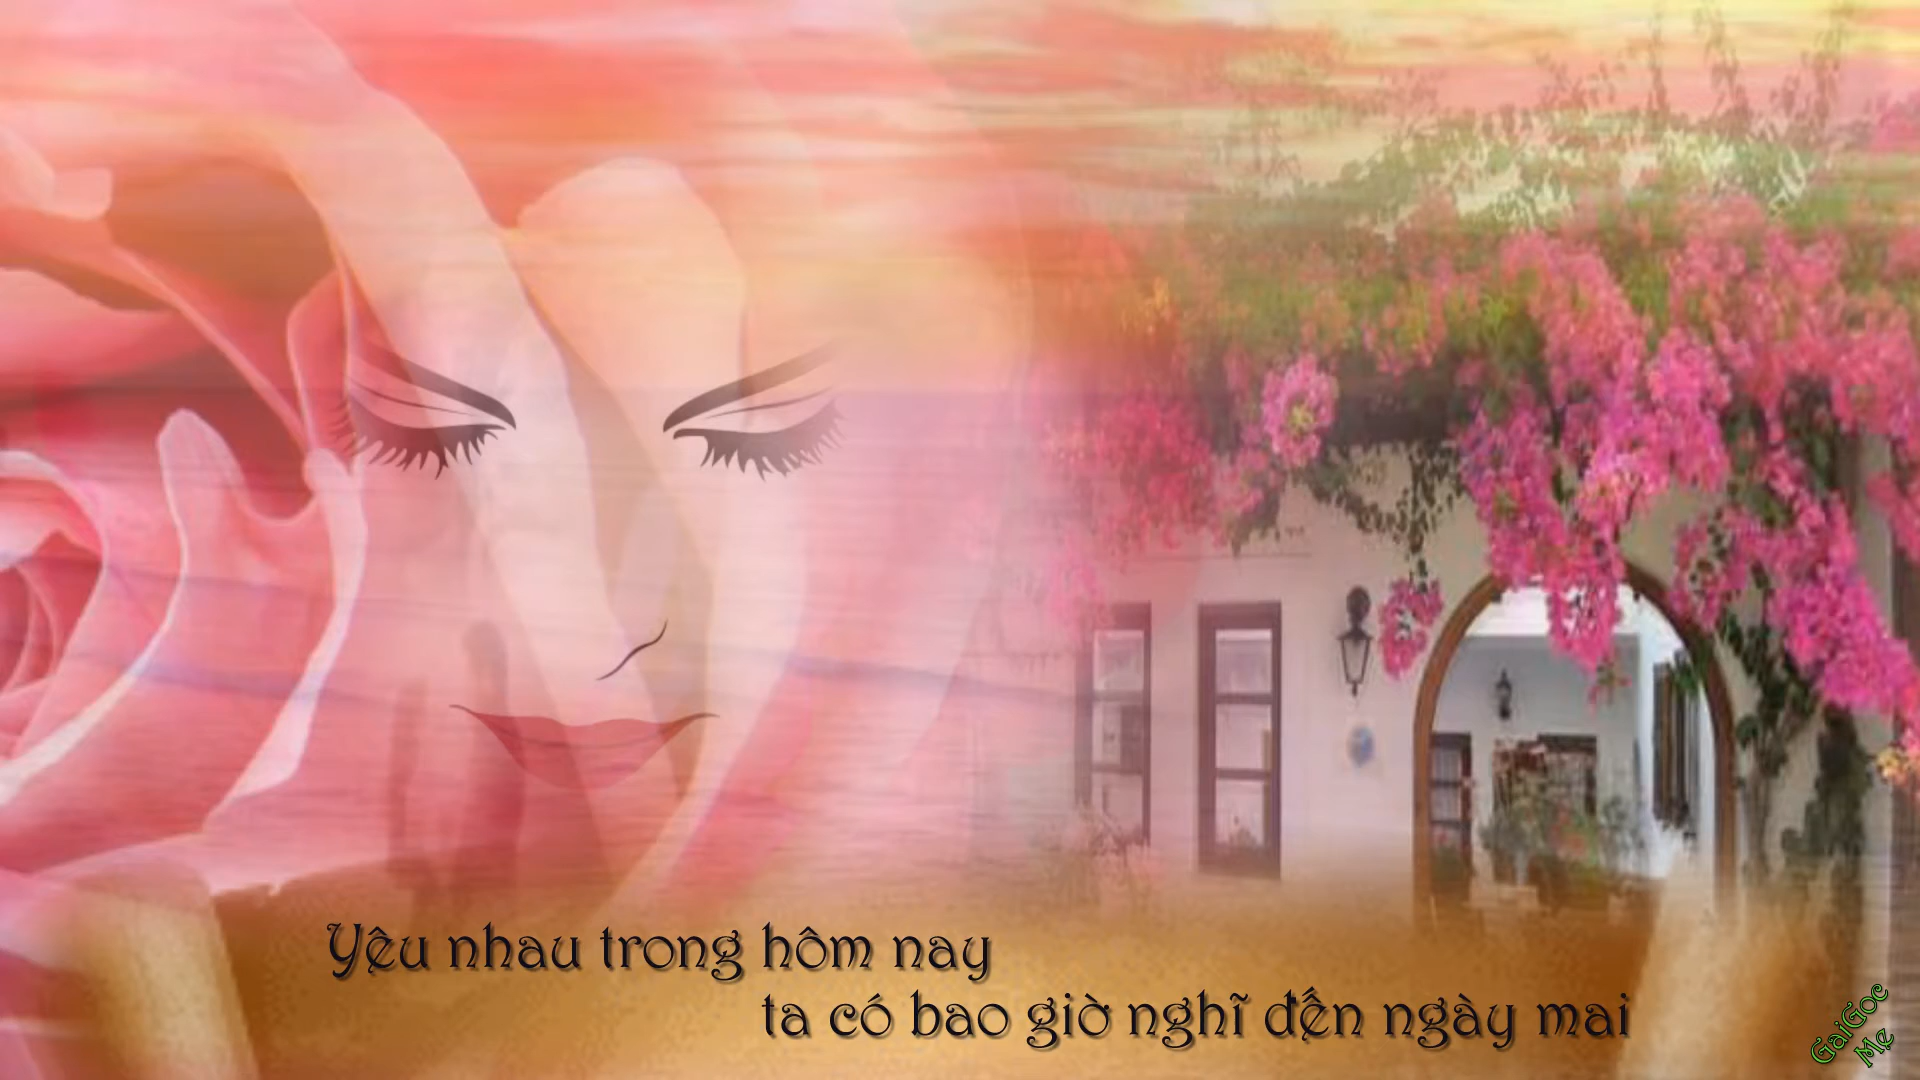 Yêu nhau trong hôm nay
ta có bao giờ nghĩ đến ngày mai
GaiGoc
Mẹ